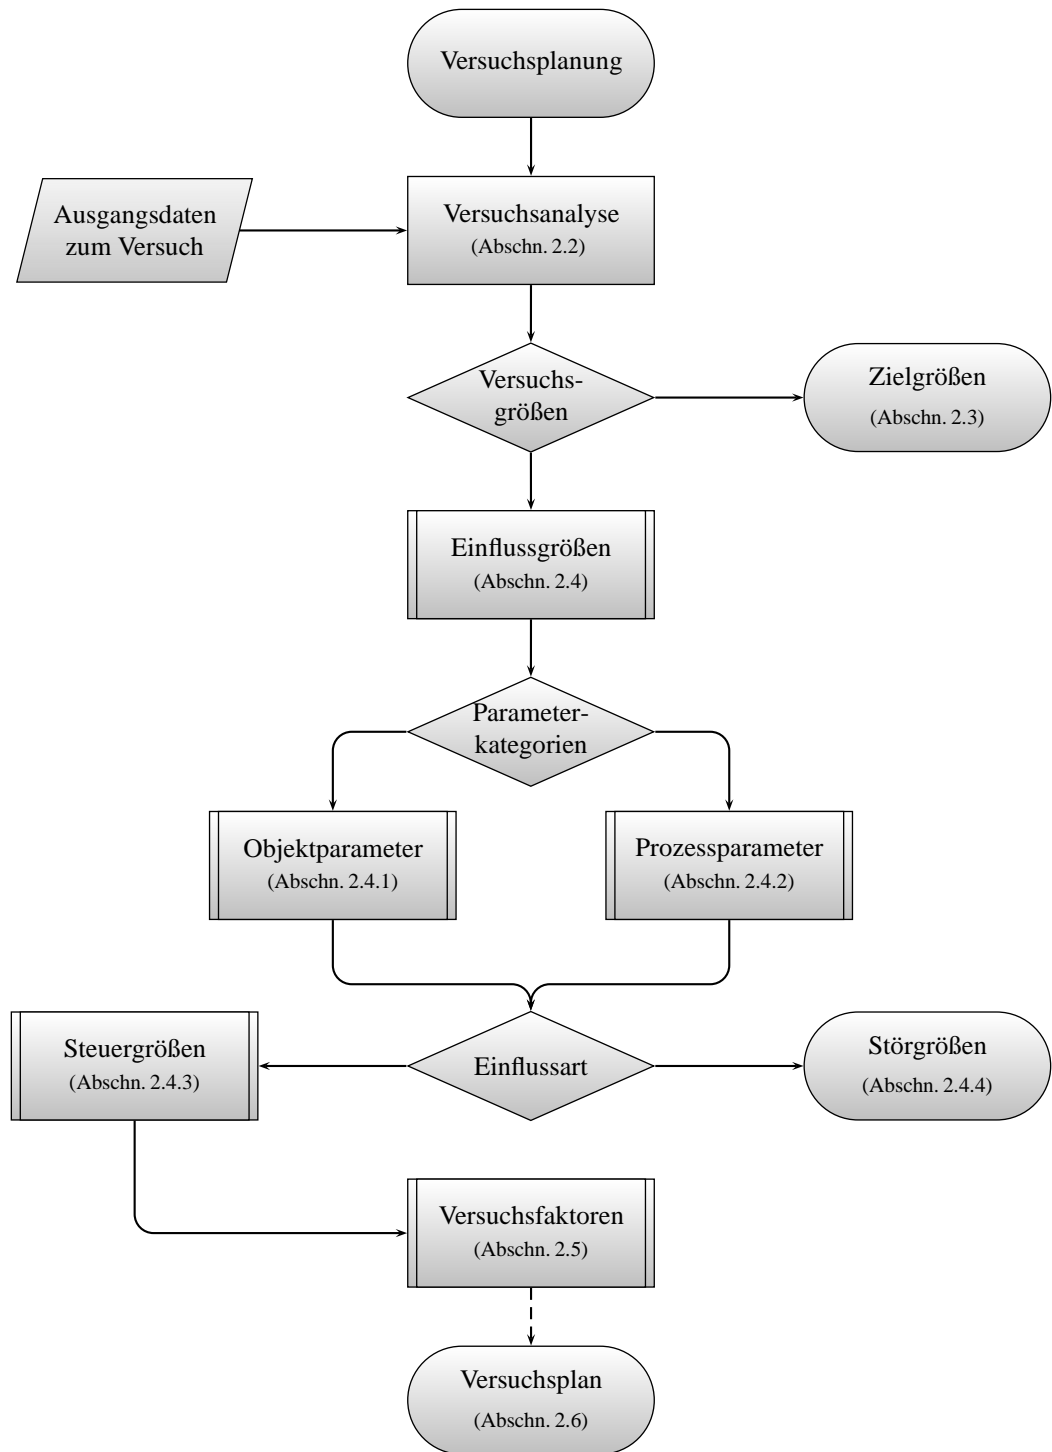 Versuchsplanung
Ausgangsdaten
zum Versuch
Versuchsanalyse
(Abschn. 2.2)
Versuchs-
größen
Zielgrößen
(Abschn. 2.3)
Einflussgrößen
(Abschn. 2.4)
Parameter-
kategorien
Objektparameter
(Abschn. 2.4.1)
Prozessparameter
(Abschn. 2.4.2)
Steuergrößen
(Abschn. 2.4.3)
Einflussart
Störgrößen
(Abschn. 2.4.4)
Versuchsfaktoren
(Abschn. 2.5)
Versuchsplan
(Abschn. 2.6)